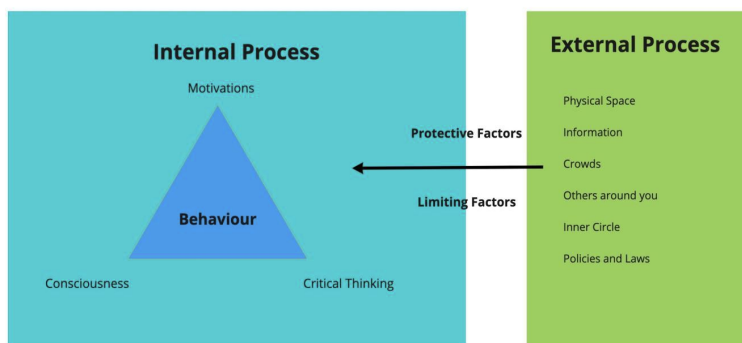 Internal Process
Motivations
Behaviour
Consciousness
Critical Thinking
Protective Factors
Limiting Factors
External Process
Physical Space
Information
Crowds
Others around you
Inner Circle
Policies and Laws